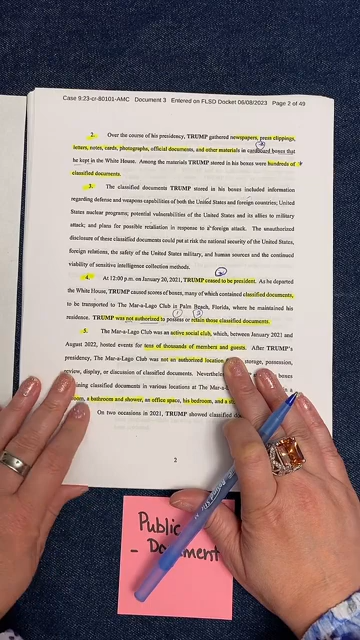 Case 9:23-cr-80101-AMC Document 3 Entered on FLSD Docket 06/08/2023 Page 2 of 49
2. Over the course of his presidency, TRUMP gathered newspapers, press clippings,
letters, notes, cards, photographs, official documents, and other materials in cardboard boxes that
he kept in the White House. Among the materials TRUMP stored in his boxes were hundreds of
classified documents.
3. The classified documents TRUMP stored in his boxes included information
regarding defense and weapons capabilities of both the United States and foreign countries; United
States nuclear programs; potential vulnerabilities of the United States and its allies to military
attack; and plans for possible retaliation in response to a foreign attack. The unauthorized
disclosure of these classified documents could put at risk the national security of the United States,
foreign relations, the safety of the United States military, and human sources and the continued
viability of sensitive intelligence collection methods.
4. At 12:00 p.m. on January 20, 2021, TRUMP ceased to be president. As he departed
the White House, TRUMP caused scores of boxes, many of which contained classified documents,
to be transported to The Mar-a-Lago Club in Palm Beach, Florida, where he maintained his
1 2
residence. TRUMP was not authorized to possess or retain those classified documents.
5. The Mar-a-Lago Club was an active social club, which, between January 2021 and
August 2022, hosted events for tens of thousands of members and guests. After TRUMP's
presidency, The Mar-a-Lago Club was not an authorized location storage, possession,
review, display, or discussion of classified documents. Nevertheless boxes
containing classified documents in various locations at The Mar-a a
room, a bathroom and shower, an office space, his bedroom, and a
On two occasions in 2021, TRUMP showed classified
2
Public
- Document